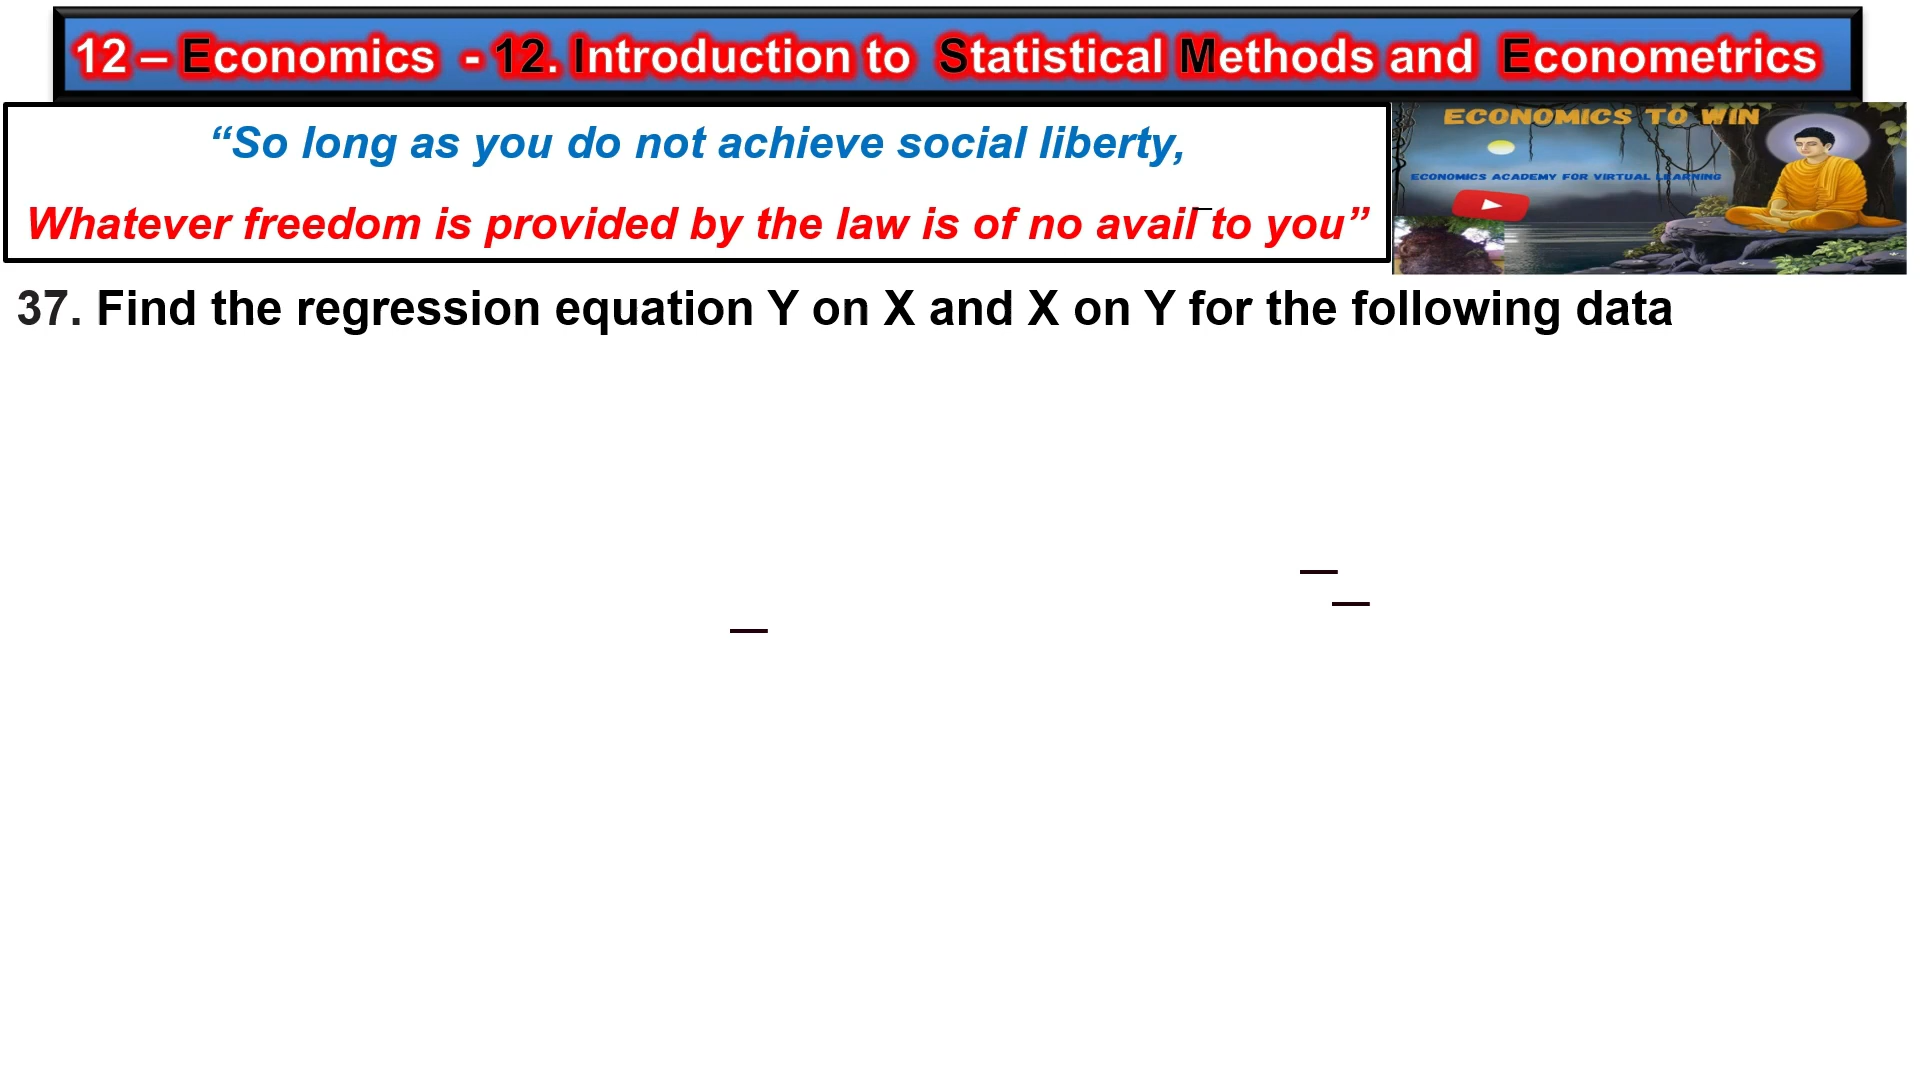 12 – Economics - 12. Introduction to Statistical Methods and Econometrics
“So long as you do not achieve social liberty,
Whatever freedom is provided by the law is of no avail to you”
ECONOMICS TO WIN
ECONOMICS ACADEMY FOR VIRTUAL LEARNING
37. Find the regression equation Y on X and X on Y for the following data